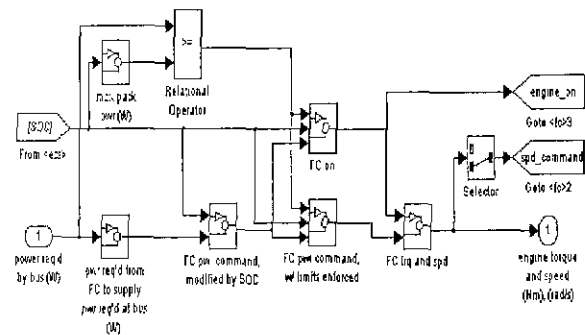 >=
max pack
pwr(W)
Relational
Operator
[SOC]
From <ess>
FC on
engine_on
Goto <fc>3
spd_command
Goto <fc>2
Selector
1
power req'd
by bus (W)
pwr req'd from
FC to supply
pwr req'd at bus
(W)
FC pwr command,
modified by SOC
FC pwr command,
w/ limits enforced
FC trq and spd
1
engine torque
and speed
(Nm), (rad/s)